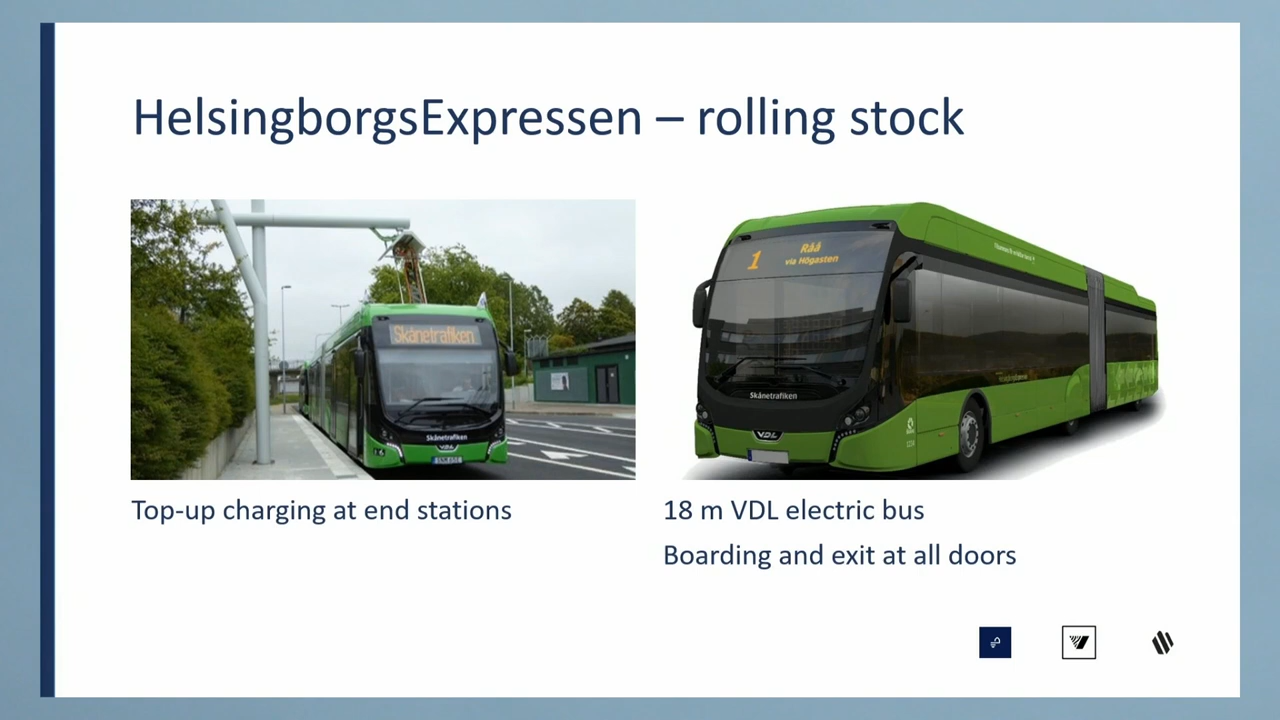 HelsingborgsExpressen – rolling stock
Skånetrafiken
Skånetrafiken
VDL
1 Råå
via Högasten
Skånetrafiken
VDL
Top-up charging at end stations
18 m VDL electric bus
Boarding and exit at all doors